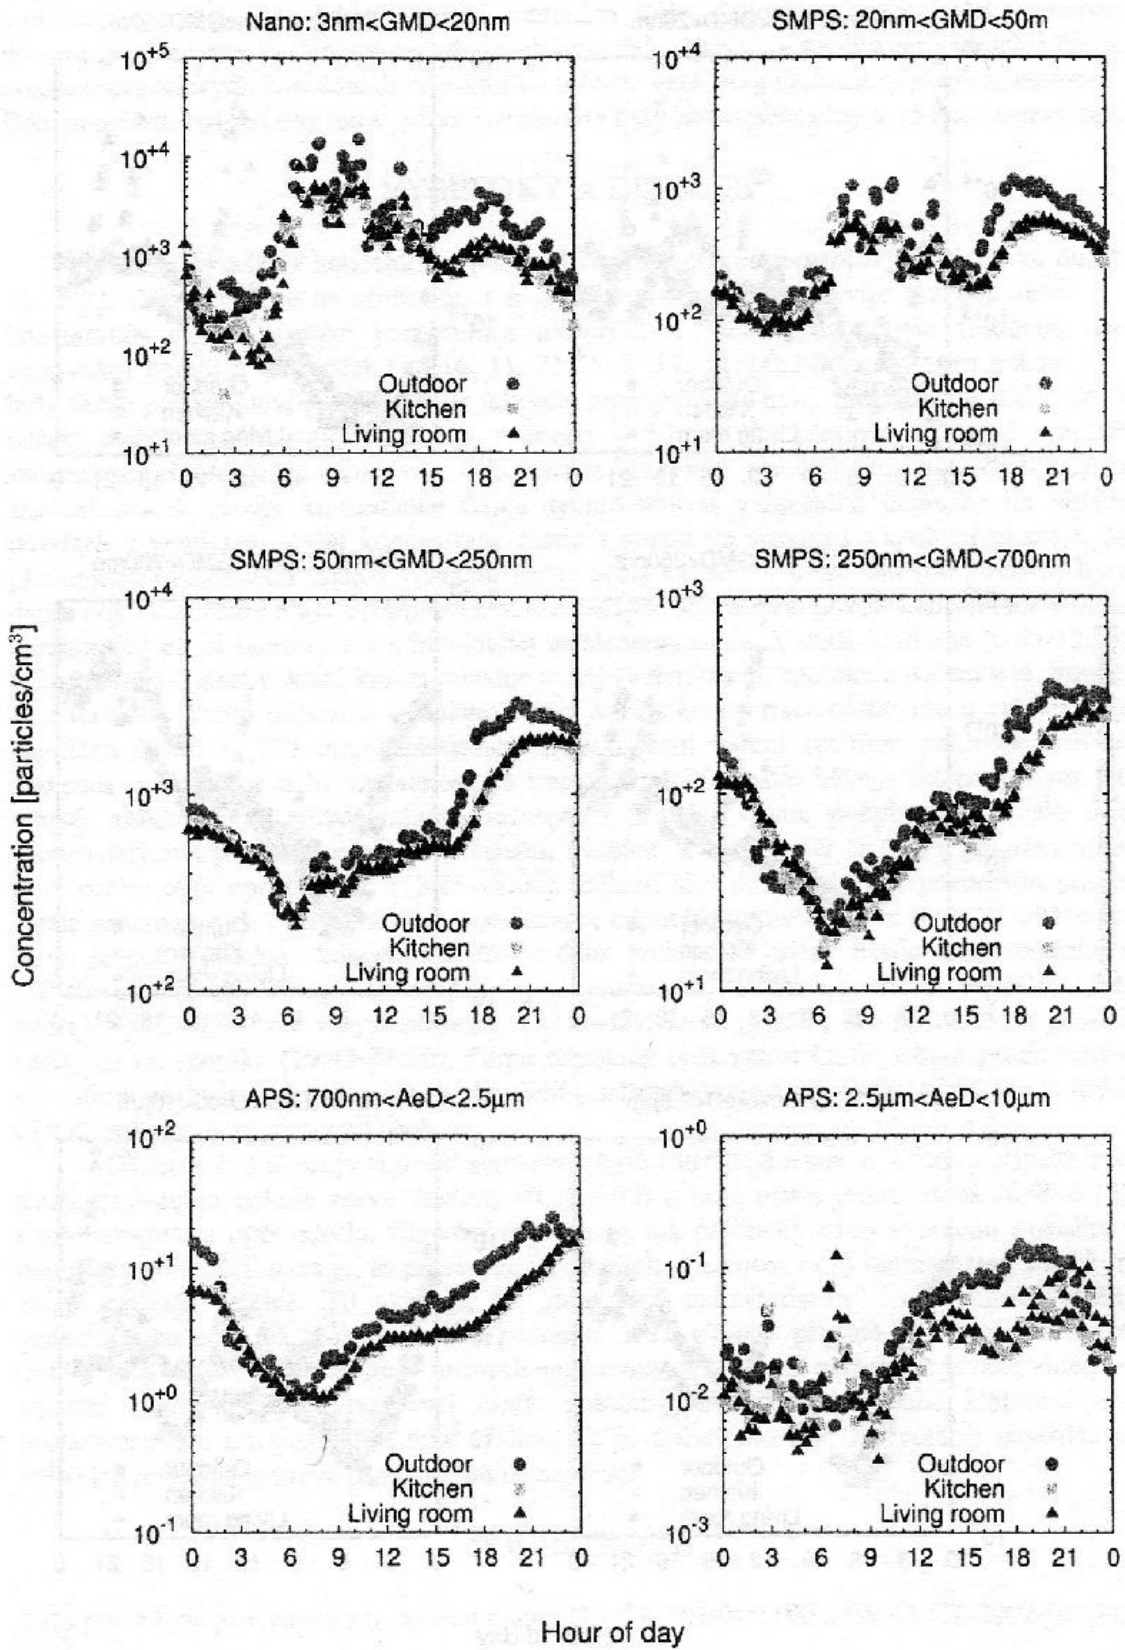 Nano: 3nm<GMD<20nm
SMPS: 20nm<GMD<50m
10+5
10+4
10+3
10+2
10+1
Outdoor
Kitchen
Living room
0 3 6 9 12 15 18 21 0
10+4
10+3
10+2
10+1
Outdoor
Kitchen
Living room
0 3 6 9 12 15 18 21 0
SMPS: 50nm<GMD<250nm
SMPS: 250nm<GMD<700nm
Concentration [particles/cm³]
10+4
10+3
10+2
Outdoor
Kitchen
Living room
0 3 6 9 12 15 18 21 0
10+3
10+2
10+1
Outdoor
Kitchen
Living room
0 3 6 9 12 15 18 21 0
APS: 700nm<AeD<2.5µm
APS: 2.5µm<AeD<10µm
10+2
10+1
10+0
10-1
Outdoor
Kitchen
Living room
0 3 6 9 12 15 18 21 0
10+0
10-1
10-2
10-3
Outdoor
Kitchen
Living room
0 3 6 9 12 15 18 21 0
Hour of day